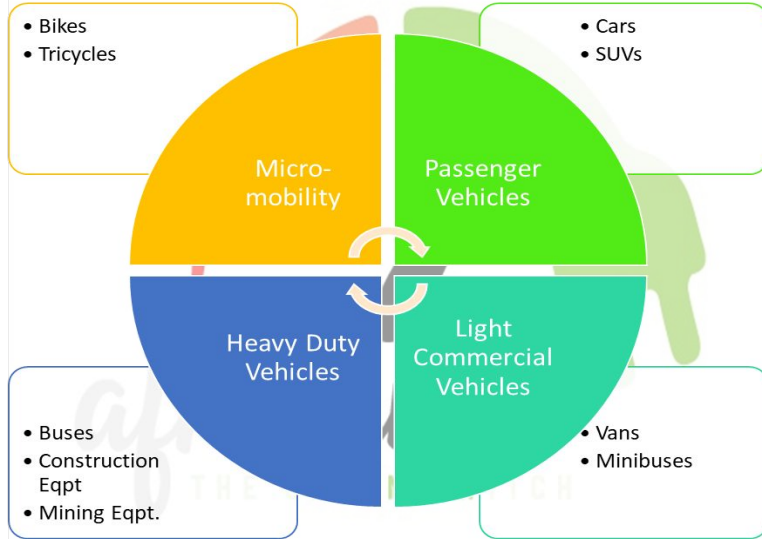 • Bikes
• Tricycles
• Cars
• SUVs
Micro-
mobility
Passenger
Vehicles
Heavy Duty
Vehicles
Light
Commercial
Vehicles
• Buses
• Construction
Eqpt
• Mining Eqpt.
• Vans
• Minibuses
THE